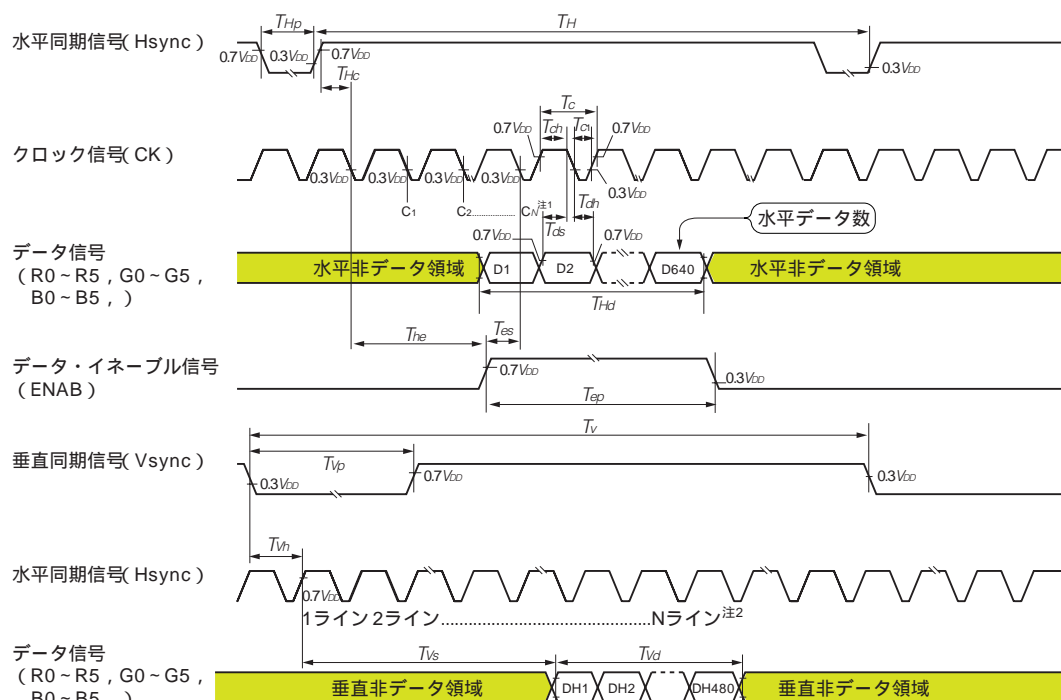 THp TH
水平同期信号(Hsync)
0.7VDD 0.3VDD 0.7VDD 0.3VDD
THc
Tc
0.7VDD Tch Tc1 0.7VDD
クロック信号(CK)
0.3VDD 0.3VDD 0.3VDD 0.3VDD 0.3VDD
C1 C2............ CN注1
Tds Tdh
水平データ数
0.7VDD 0.7VDD
データ信号
(R0~R5,G0~G5,
B0~B5,)
水平非データ領域 D1 D2 D640 水平非データ領域
THd
The Tes
データ・イネーブル信号
(ENAB)
0.7VDD 0.3VDD
Tep
Tv
垂直同期信号(Vsync)
TVp
0.3VDD 0.7VDD 0.3VDD
TVh
水平同期信号(Hsync)
0.7VDD
1ライン 2ライン............................................Nライン注2
データ信号
(R0~R5,G0~G5,
B0~B5,)
TVs TVd
垂直非データ領域 DH1 DH2 DH480 垂直非データ領域